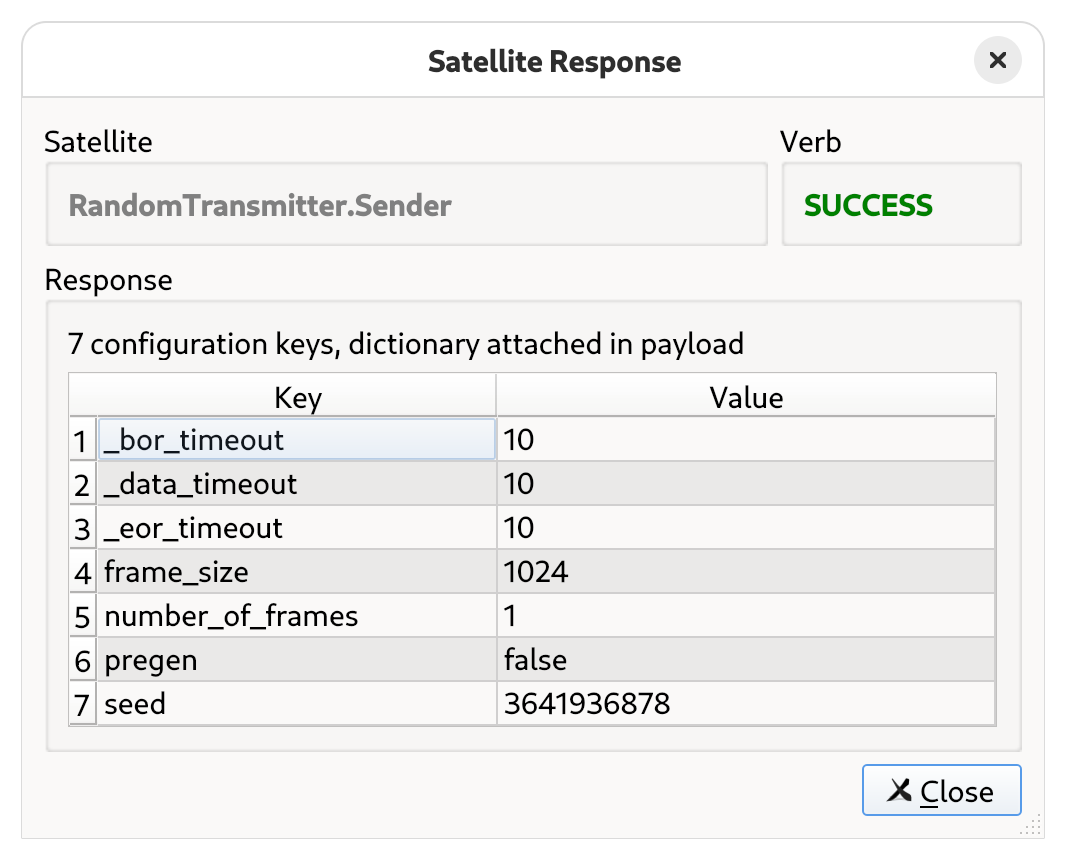 Satellite Response
Satellite Verb
RandomTransmitter.Sender SUCCESS
Response
7 configuration keys, dictionary attached in payload
Key Value
1 _bor_timeout 10
2 _data_timeout 10
3 _eor_timeout 10
4 frame_size 1024
5 number_of_frames 1
6 pregen false
7 seed 3641936878
Close